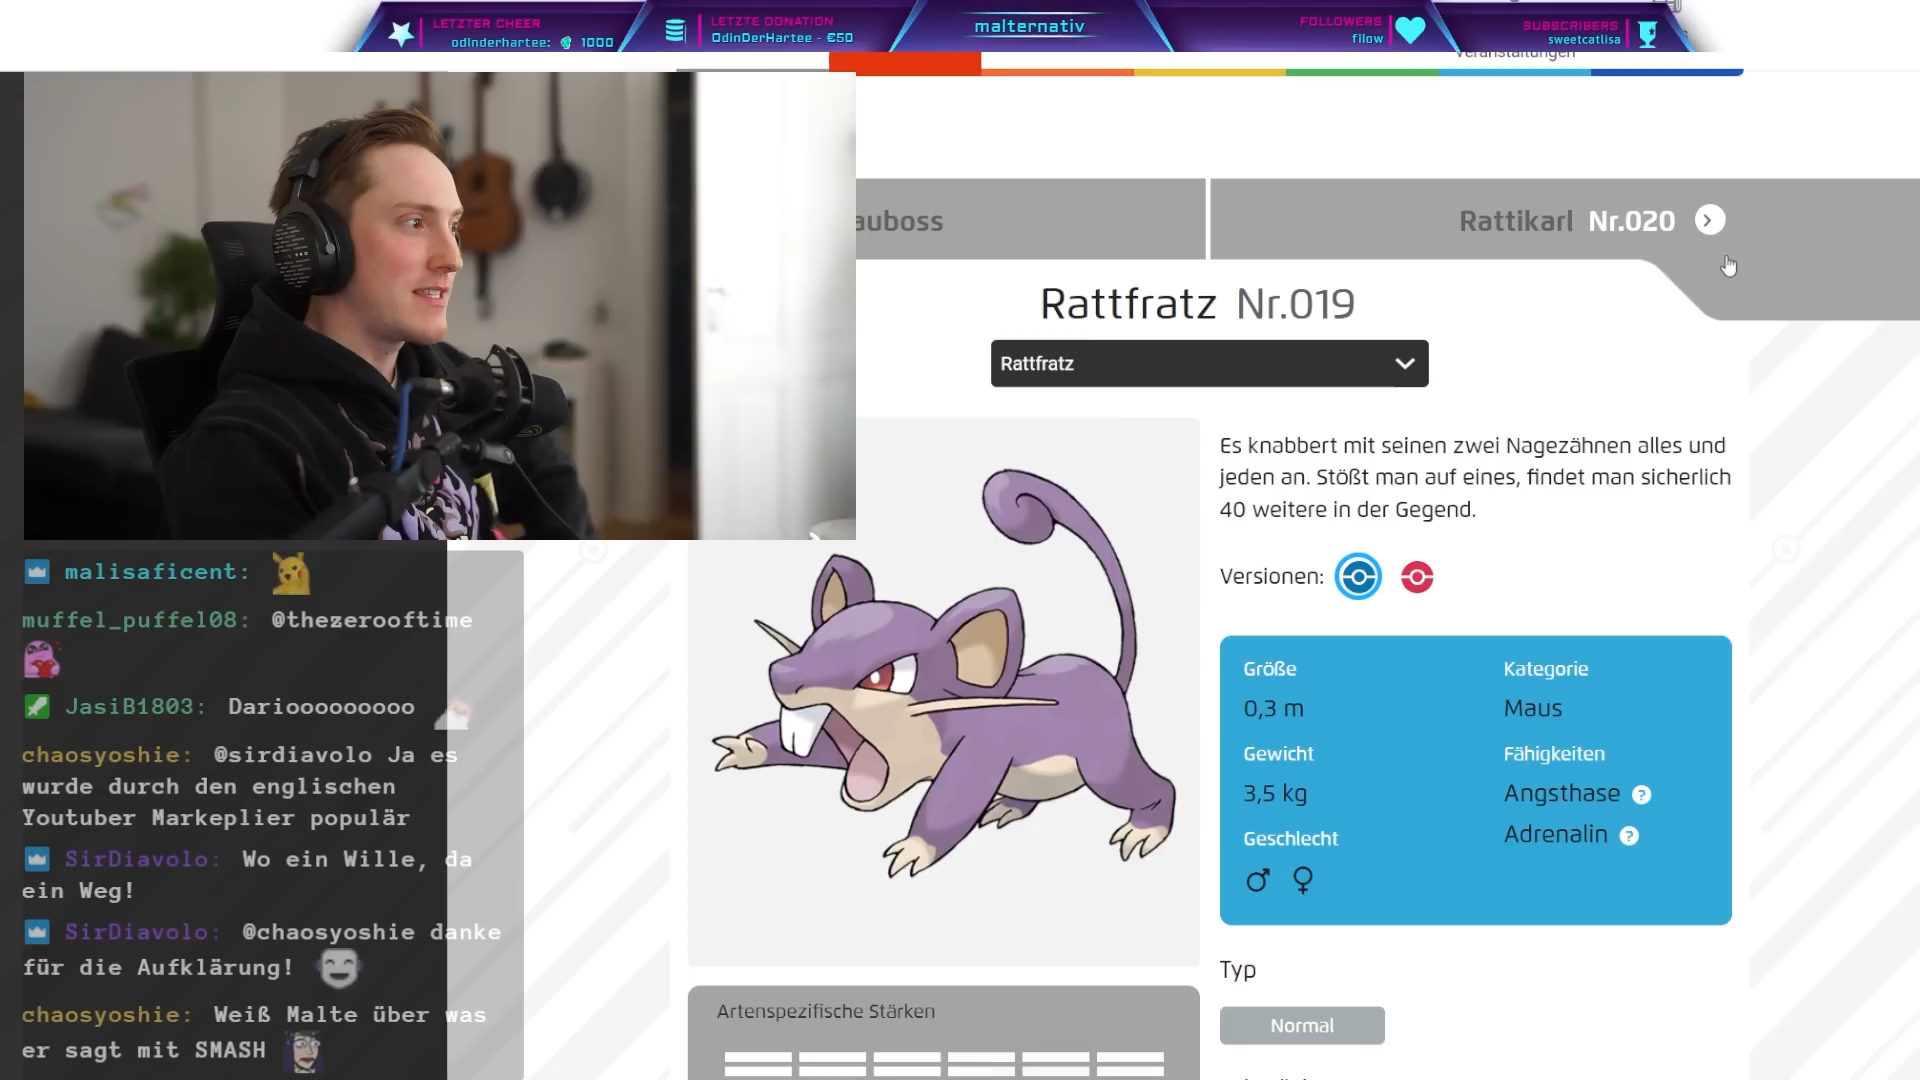 LETZTER CHEER
odinderhartee: 1000
LETZTE DONATION
OdinDerHartee - €50
malternativ
FOLLOWERS
filow
SUBSCRIBERS
sweetcatlisa
Veranstaltungen
auboss
Rattikarl Nr.020
Rattfratz Nr.019
Rattfratz
Es knabbert mit seinen zwei Nagezähnen alles und
jeden an. Stößt man auf eines, findet man sicherlich
40 weitere in der Gegend.
Versionen:
Größe
0,3 m
Gewicht
3,5 kg
Geschlecht
Kategorie
Maus
Fähigkeiten
Angsthase ?
Adrenalin ?
Typ
Normal
Artenspezifische Stärken
malisaficent:
muffel_puffel08: @thezerooftime
JasiB1803: Dariooooooooo
chaosyoshie: @sirdiavolo Ja es
wurde durch den englischen
Youtuber Markeplier populär
SirDiavolo: Wo ein Wille, da
ein Weg!
SirDiavolo: @chaosyoshie danke
für die Aufklärung!
chaosyoshie: Weiß Malte über was
er sagt mit SMASH